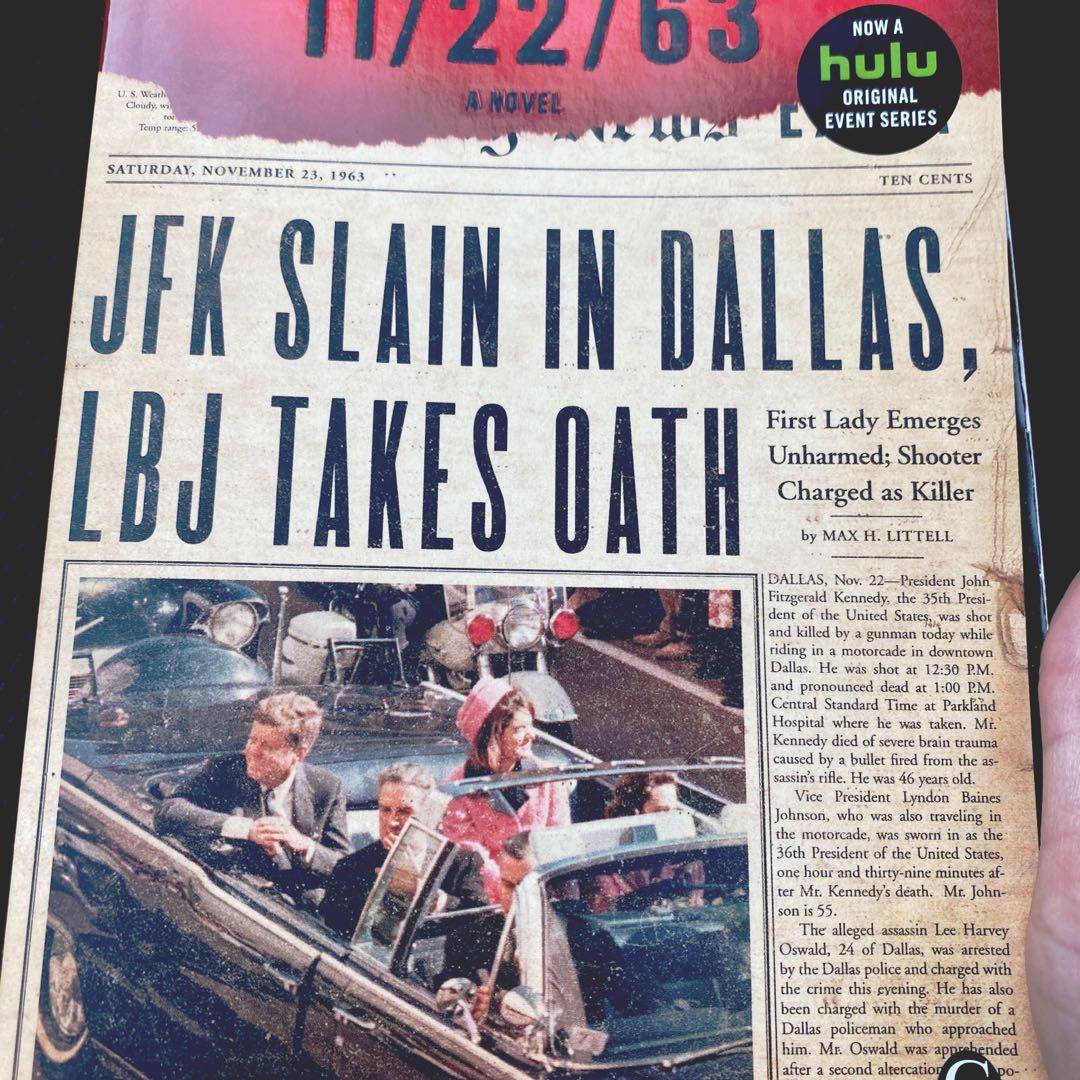 11/22/63
A NOVEL
NOW A
hulu
ORIGINAL
EVENT SERIES
U. S. Weath
Cloudy, wi
Temp range: 5
News E
SATURDAY, NOVEMBER 23, 1963
TEN CENTS
JFK SLAIN IN DALLAS,
LBJ TAKES OATH
First Lady Emerges
Unharmed; Shooter
Charged as Killer
by MAX H. LITTELL
DALLAS, Nov. 22—President John
Fitzgerald Kennedy, the 35th Presi-
dent of the United States, was shot
and killed by a gunman today while
riding in a motorcade in downtown
Dallas. He was shot at 12:30 P.M.
and pronounced dead at 1:00 P.M.
Central Standard Time at Parkland
Hospital where he was taken. Mr.
Kennedy died of severe brain trauma
caused by a bullet fired from the as-
sassin's rifle. He was 46 years old.
Vice President Lyndon Baines
Johnson, who was also traveling in
the motorcade, was sworn in as the
36th President of the United States,
one hour and thirty-nine minutes af-
ter Mr. Kennedy's death. Mr. John-
son is 55.
The alleged assassin Lee Harvey
Oswald, 24 of Dallas, was arrested
by the Dallas police and charged with
the crime this evening. He has also
been charged with the murder of a
Dallas policeman who approached
him. Mr. Oswald was apprehended
after a second altercation po-